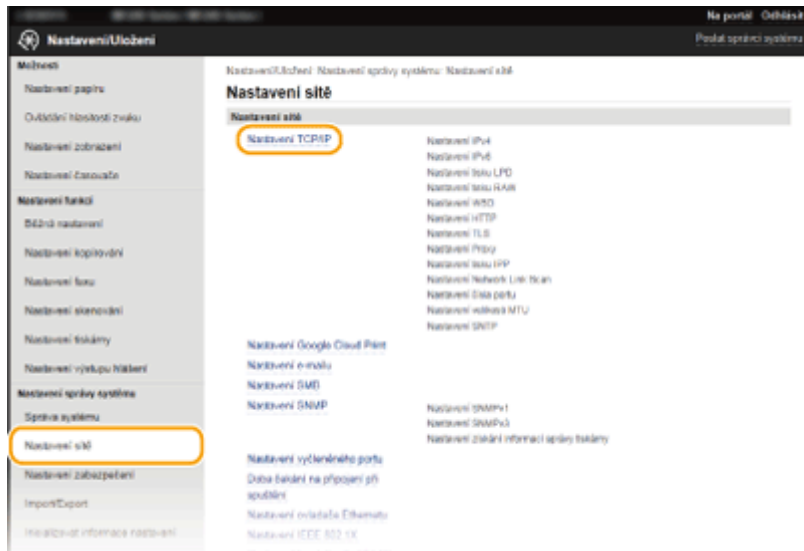 Na portál Odhlásit
Nastavení/Uložení
Poslat správci systému
Možnosti
Nastavení papíru
Ovládání hlasitosti zvuku
Nastavení zobrazení
Nastavení časovače
Nastavení funkcí
Běžná nastavení
Nastavení kopírování
Nastavení faxu
Nastavení skenování
Nastavení tiskárny
Nastavení výstupu hlášení
Nastavení správy systému
Správa systému
Nastavení sítě
Nastavení zabezpečení
Import/Export
Inicializovat informace nastavení
Nastavení/Uložení: Nastavení správy systému: Nastavení sítě
Nastavení sítě
Nastavení sítě
Nastavení TCP/IP
Nastavení IPv4
Nastavení IPv6
Nastavení tisku LPD
Nastavení tisku RAW
Nastavení WSD
Nastavení HTTP
Nastavení TLS
Nastavení Proxy
Nastavení tisku IPP
Nastavení Network Link Scan
Nastavení čísla portu
Nastavení velikosti MTU
Nastavení SNTP
Nastavení Google Cloud Print
Nastavení e-mailu
Nastavení SMB
Nastavení SNMP
Nastavení SNMPv1
Nastavení SNMPv3
Nastavení získání informací správy tiskárny
Nastavení vyčleněného portu
Doba čekání na připojení při
spuštění
Nastavení ovladače Ethernetu
Nastavení IEEE 802.1X